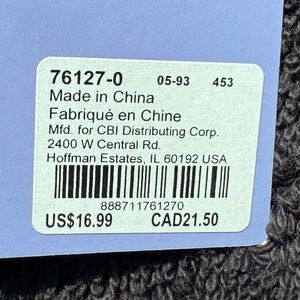 76127-0 05-93 453
Made in China
Fabriqué en Chine
Mfd. for CBI Distributing Corp.
2400 W Central Rd.
Hoffman Estates, IL 60192 USA
888711761270
US$16.99 CAD21.50